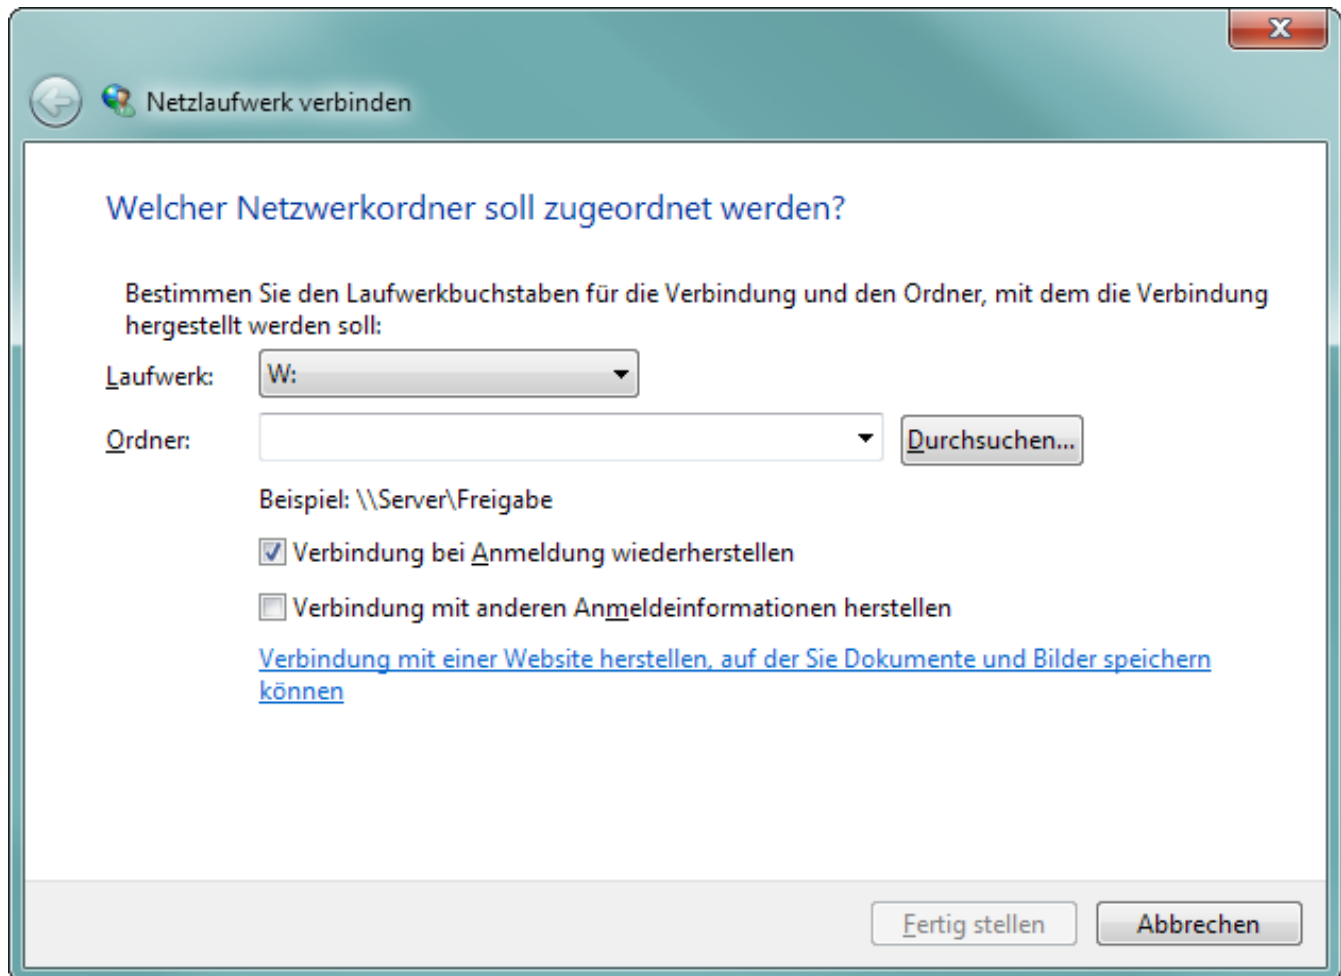 Netzlaufwerk verbinden
Welcher Netzwerkordner soll zugeordnet werden?
Bestimmen Sie den Laufwerkbuchstaben für die Verbindung und den Ordner, mit dem die Verbindung
hergestellt werden soll:
Laufwerk: W:
Ordner: Durchsuchen...
Beispiel: \\Server\Freigabe
Verbindung bei Anmeldung wiederherstellen
Verbindung mit anderen Anmeldeinformationen herstellen
Verbindung mit einer Website herstellen, auf der Sie Dokumente und Bilder speichern
können
Fertig stellen Abbrechen